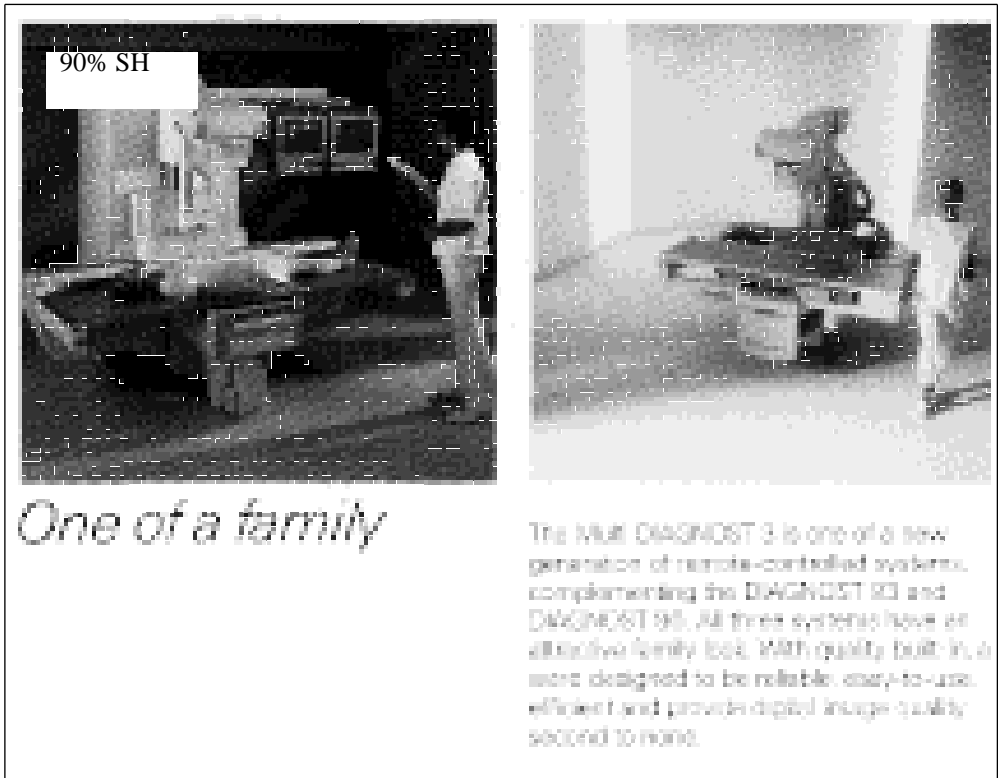 90% SH
One of a family
The Multi DIAGNOST 3 is one of a new
generation of remote-controlled systems,
complementing the DIAGNOST 93 and
DIAGNOST 96. All three systems have an
attractive family look. With quality built in, a
were designed to be reliable, easy-to-use,
efficient and provide digital image quality
second to none.